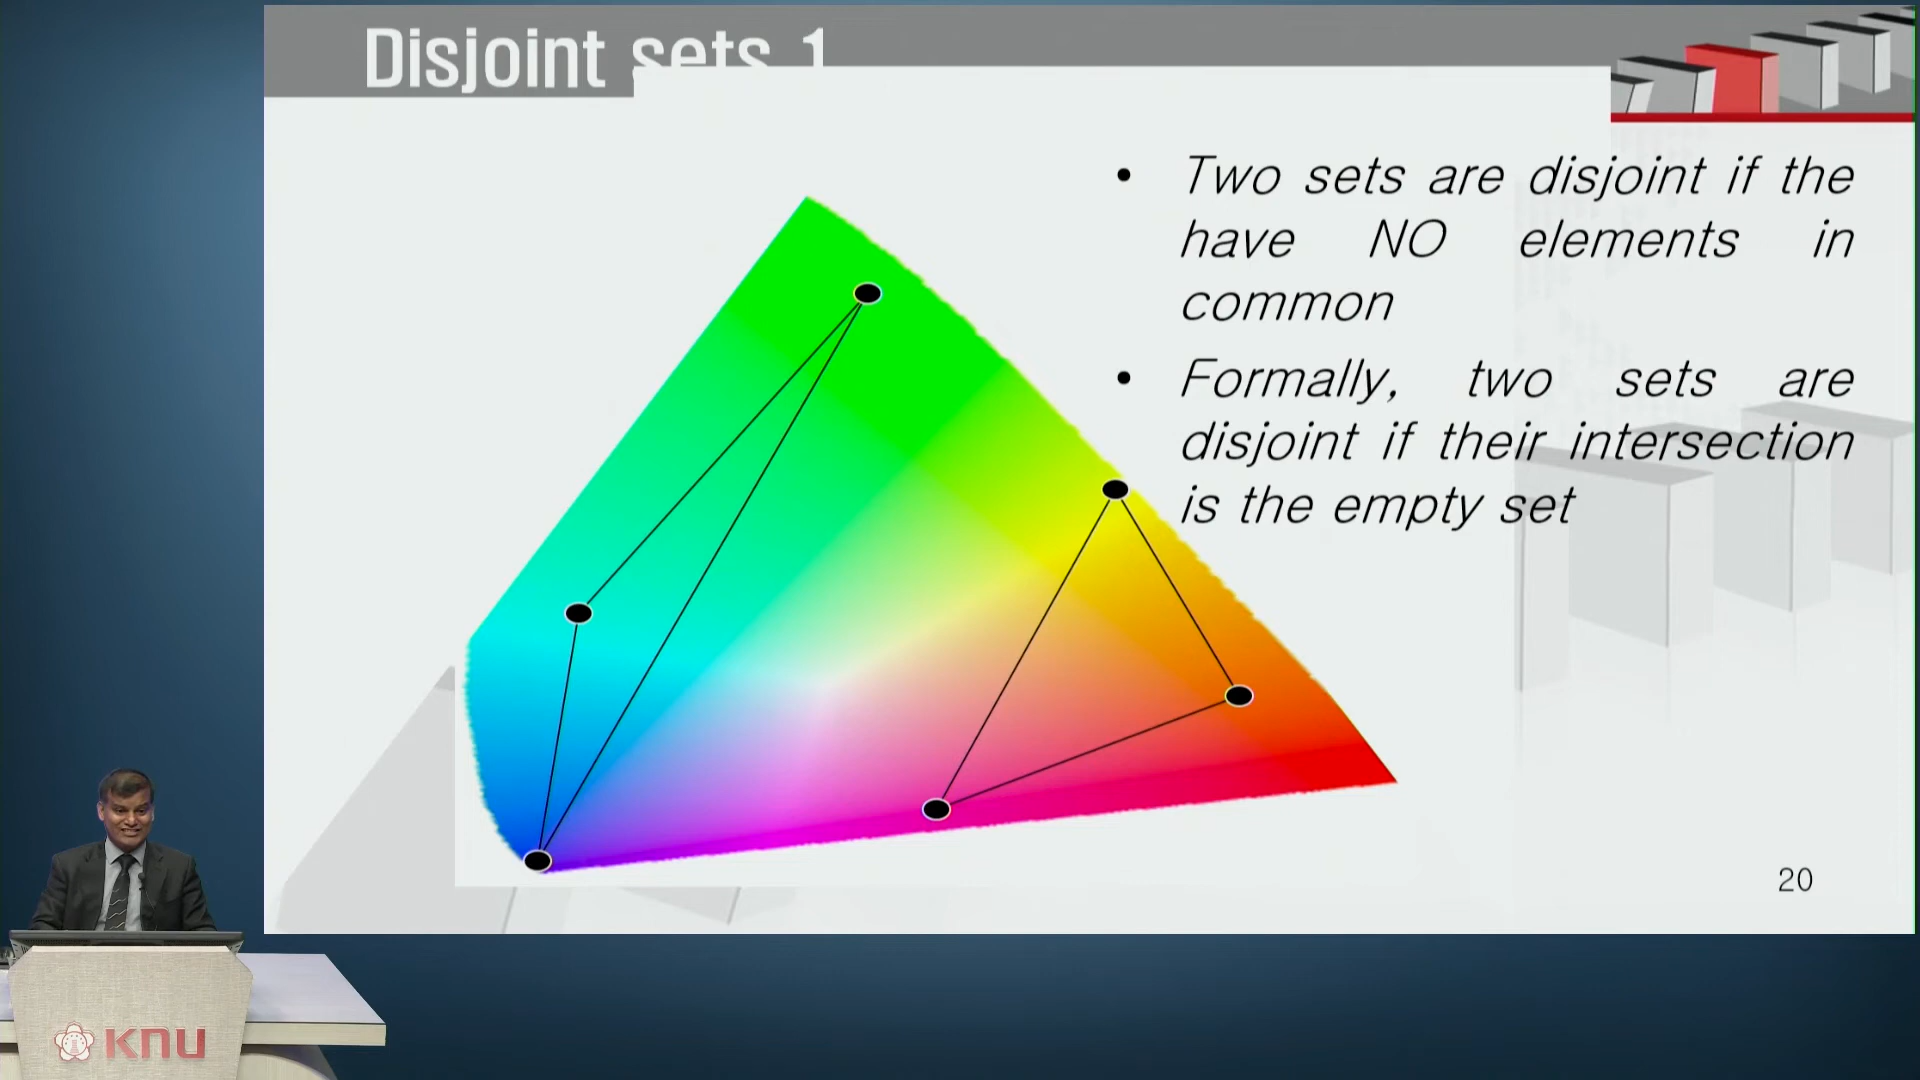 Disjoint sets 1
• Two sets are disjoint if the
have NO elements in
common
• Formally, two sets are
disjoint if their intersection
is the empty set
20
KNU